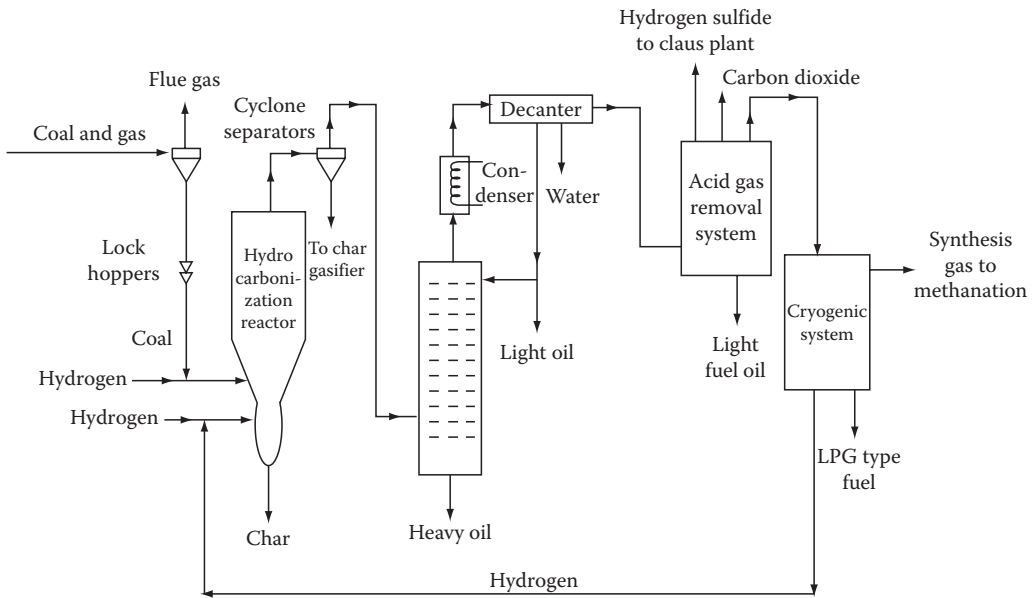 Hydrogen sulfide
to claus plant
Flue gas
Carbon dioxide
Cyclone
separators
Decanter
Coal and gas
Con-
denser
Water
Acid gas
removal
system
Lock
hoppers
To char
gasifier
Hydro
carboni-
zation
reactor
Synthesis
gas to
methanation
Cryogenic
system
Coal
Light oil
Light
fuel oil
Hydrogen
Hydrogen
LPG type
fuel
Char
Heavy oil
Hydrogen